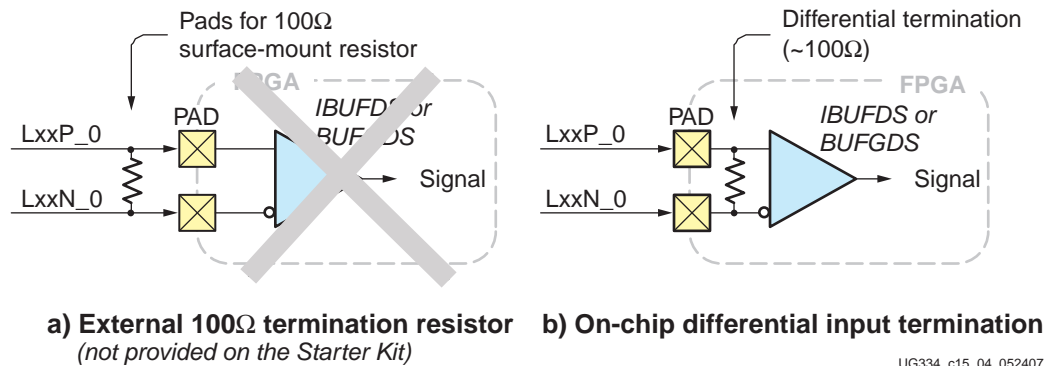 Pads for 100Ω
surface-mount resistor
FPGA
IBUFDS or
PAD
LxxP_0
Signal
LxxN_0
a) External 100Ω termination resistor
(not provided on the Starter Kit)
Differential termination
(~100Ω)
FPGA
IBUFDS or
BUFGDS
PAD
LxxP_0
Signal
LxxN_0
b) On-chip differential input termination
UG334_c15_04_052407